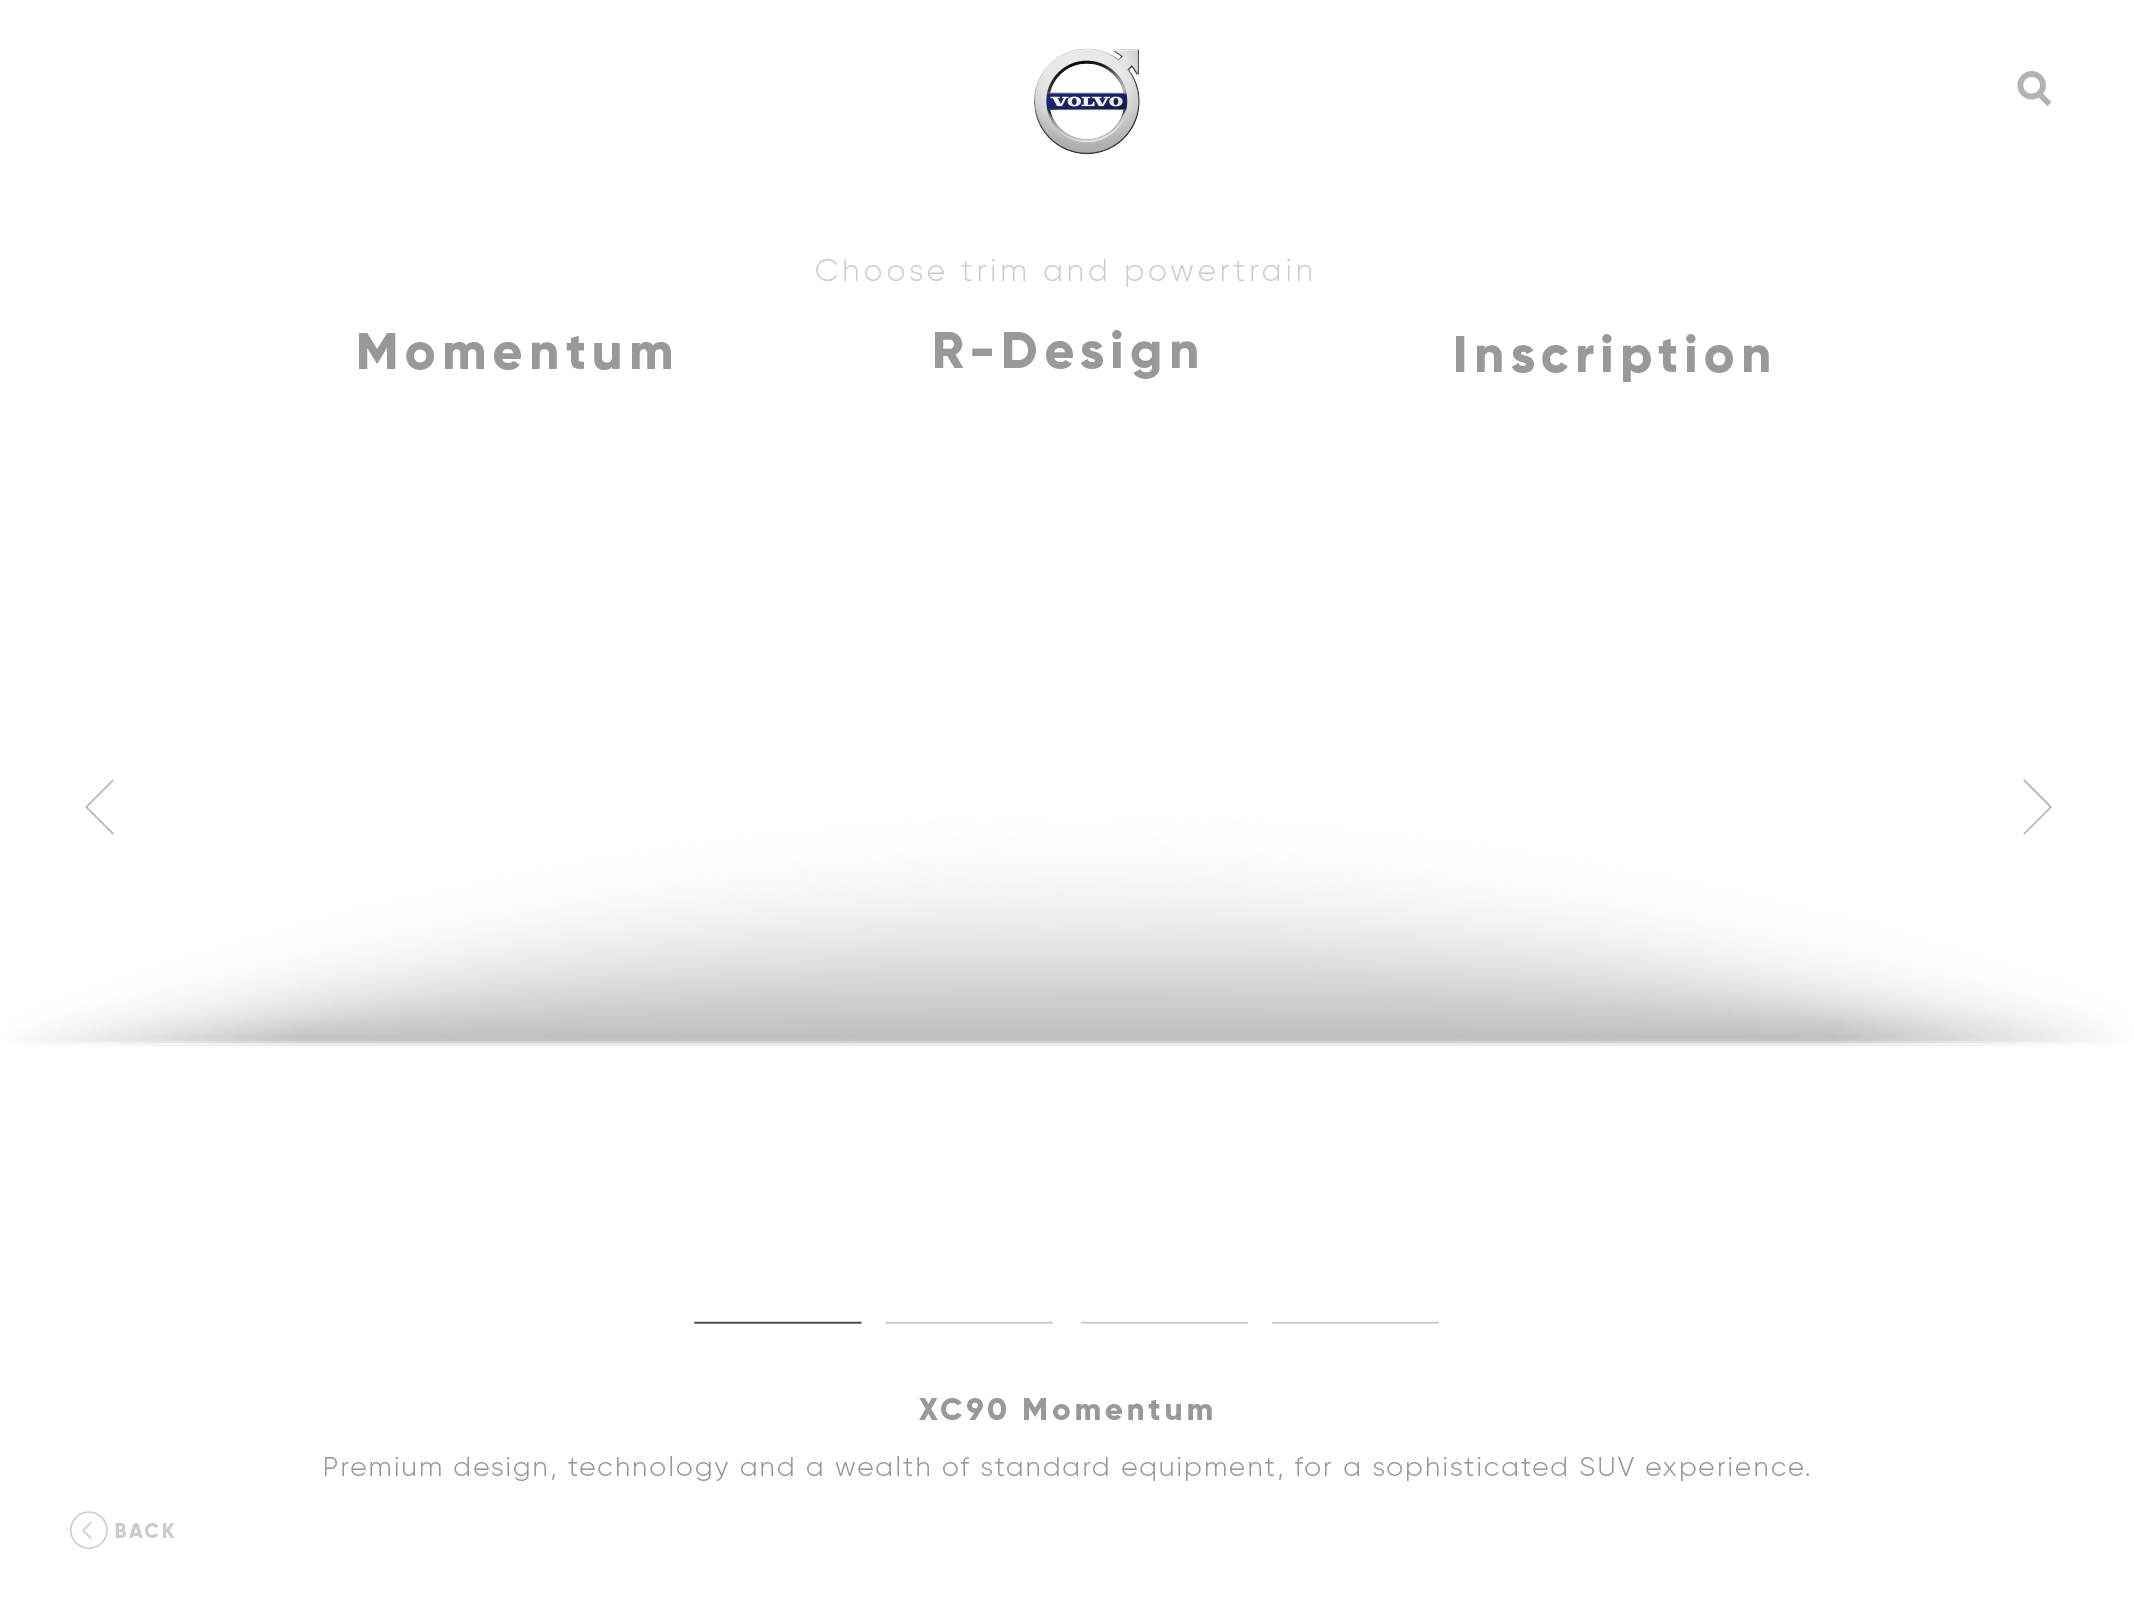 VOLVO
Choose trim and powertrain
Momentum R-Design Inscription
XC90 Momentum
Premium design, technology and a wealth of standard equipment, for a sophisticated SUV experience.
BACK